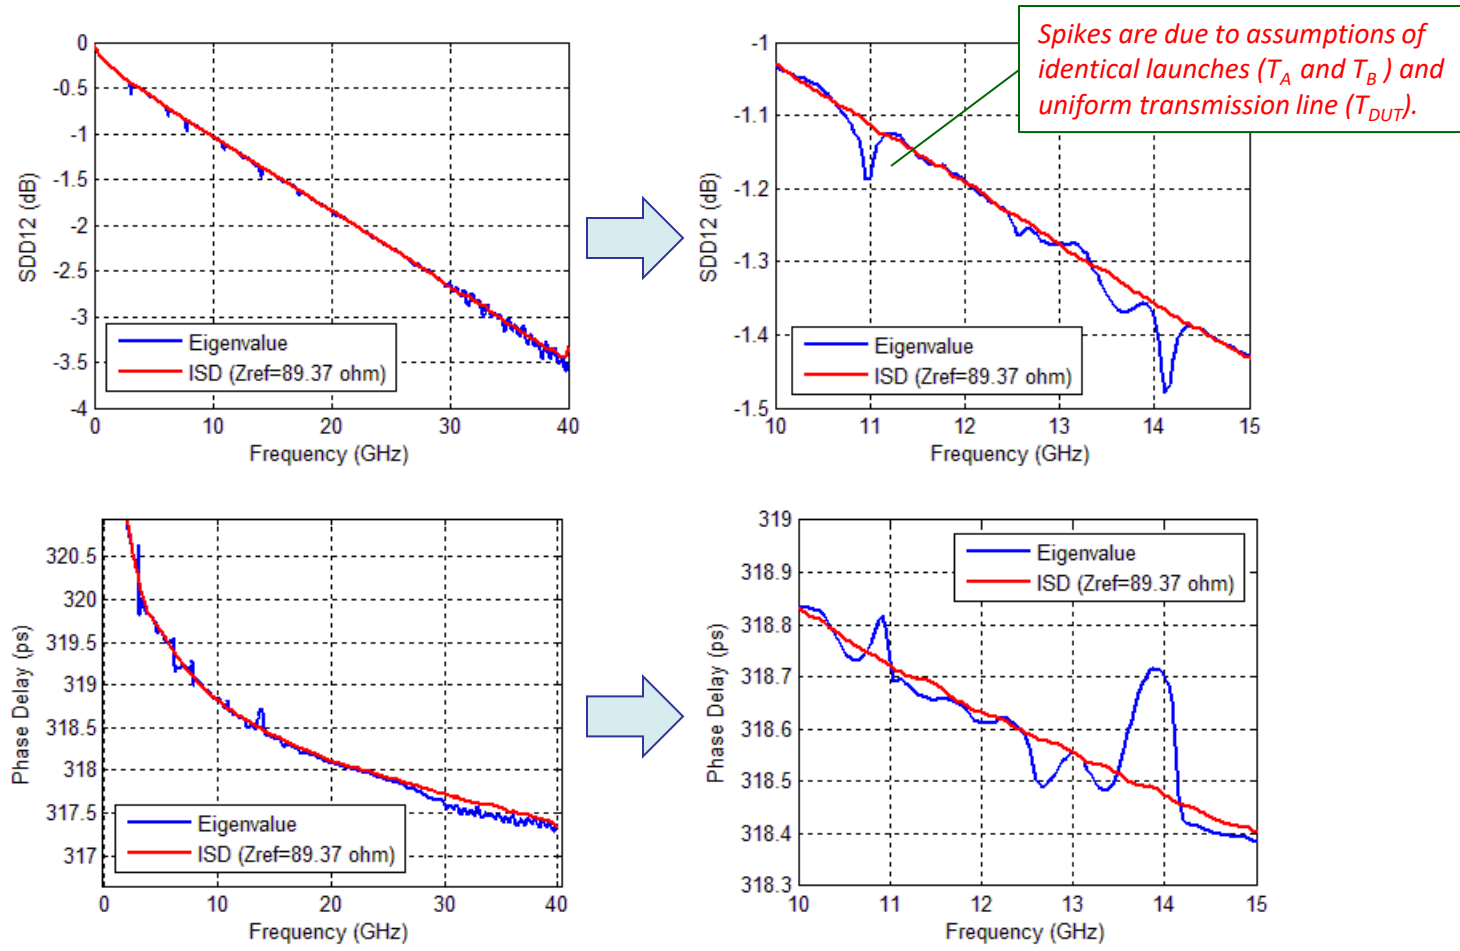 Spikes are due to assumptions of
identical launches (TA and TB ) and
uniform transmission line (TDUT).
0
-0.5
-1
-1.5
-2
-2.5
-3
-3.5
-4
SDD12 (dB)
Eigenvalue
ISD (Zref=89.37 ohm)
0
10
20
30
40
Frequency (GHz)
-1
-1.1
-1.2
-1.3
-1.4
-1.5
SDD12 (dB)
Eigenvalue
ISD (Zref=89.37 ohm)
10
11
12
13
14
15
Frequency (GHz)
320.5
320
319.5
319
318.5
318
317.5
317
Phase Delay (ps)
Eigenvalue
ISD (Zref=89.37 ohm)
0
10
20
30
40
Frequency (GHz)
319
318.9
318.8
318.7
318.6
318.5
318.4
318.3
Phase Delay (ps)
Eigenvalue
ISD (Zref=89.37 ohm)
10
11
12
13
14
15
Frequency (GHz)